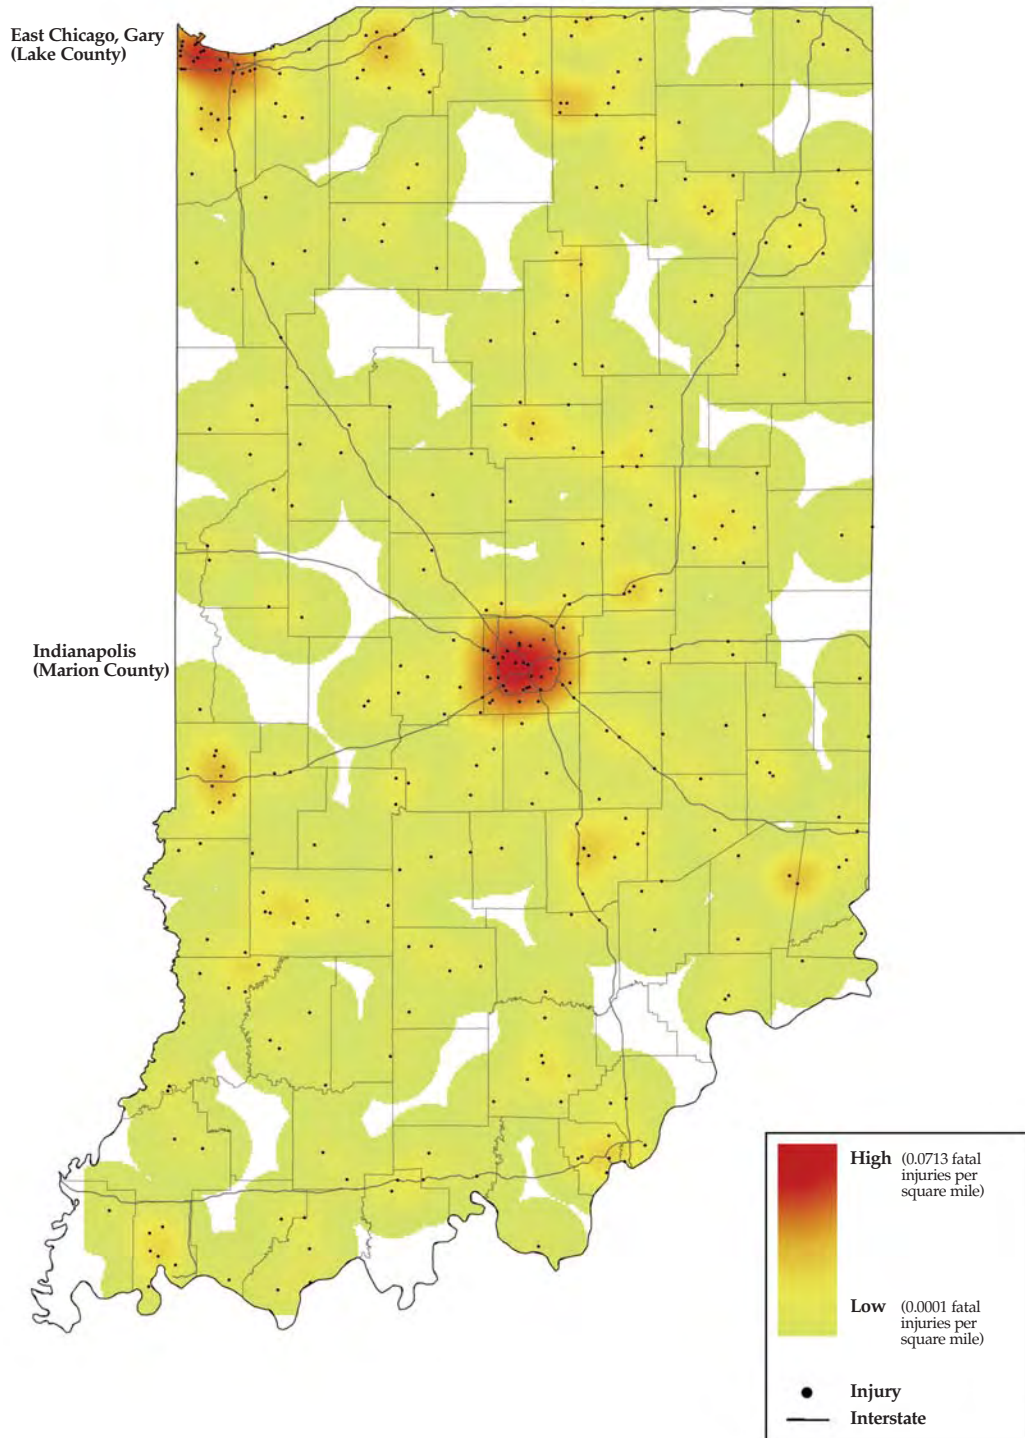 East Chicago, Gary
(Lake County)
Indianapolis
(Marion County)
High (0.0713 fatal
injuries per
square mile)
Low (0.0001 fatal
injuries per
square mile)
Injury
Interstate